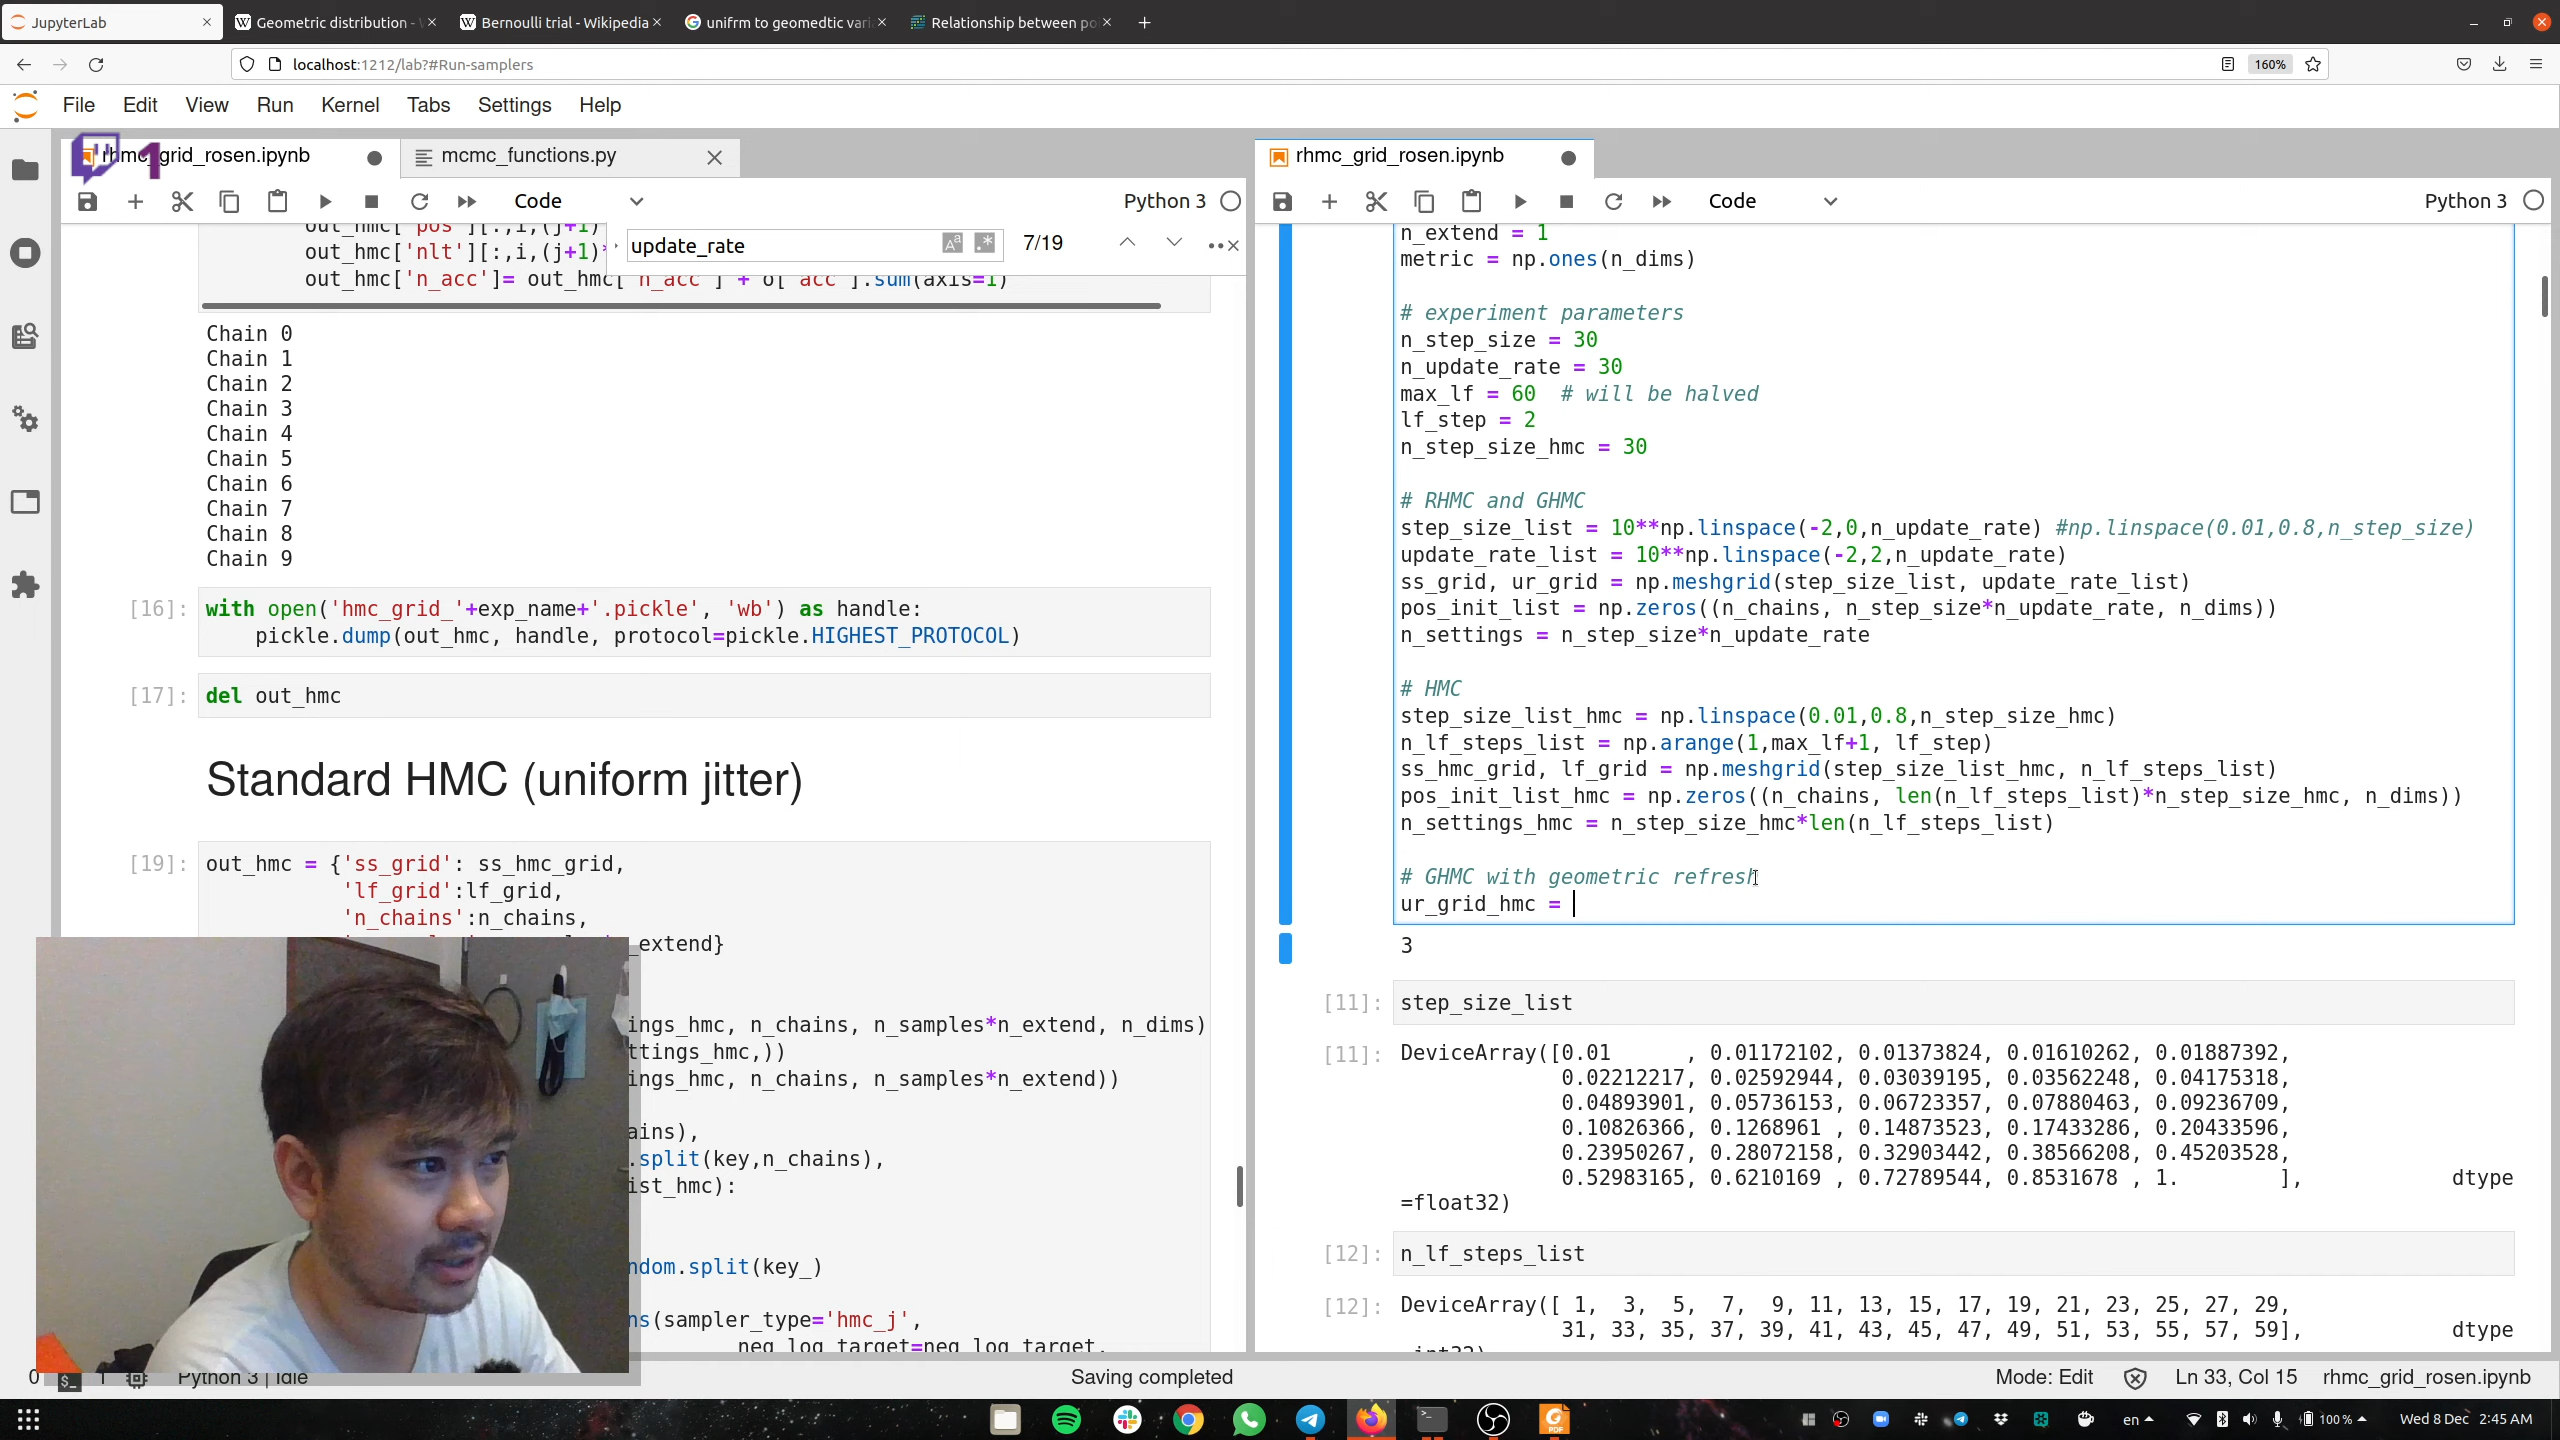 JupyterLab
Geometric distribution -
Bernoulli trial - Wikipedia
unifrm to geomedtic vari
Relationship between po
localhost:1212/lab?#Run-samplers
160%
File Edit View Run Kernel Tabs Settings Help
1
rhmc_grid_rosen.ipynb
mcmc_functions.py
rhmc_grid_rosen.ipynb
Code
Python 3
Code
Python 3
update_rate
7/19
out_hmc['pos'][:,i,(j+1)
out_hmc['nlt'][:,i,(j+1)*
out_hmc['n_acc']= out_hmc['n_acc'] + o['acc'].sum(axis=1)
Chain 0
Chain 1
Chain 2
Chain 3
Chain 4
Chain 5
Chain 6
Chain 7
Chain 8
Chain 9
[16]: with open('hmc_grid_'+exp_name+'.pickle', 'wb') as handle:
pickle.dump(out_hmc, handle, protocol=pickle.HIGHEST_PROTOCOL)
[17]: del out_hmc
Standard HMC (uniform jitter)
[19]: out_hmc = {'ss_grid': ss_hmc_grid,
'lf_grid':lf_grid,
'n_chains':n_chains,
_extend}
ings_hmc, n_chains, n_samples*n_extend, n_dims)
ttings_hmc,))
ings_hmc, n_chains, n_samples*n_extend))
ains),
.split(key,n_chains),
ist_hmc):
ndom.split(key_)
ns(sampler_type='hmc_j',
neg_log_target=neg_log_target,
n_extend = 1
metric = np.ones(n_dims)
# experiment parameters
n_step_size = 30
n_update_rate = 30
max_lf = 60 # will be halved
lf_step = 2
n_step_size_hmc = 30
# RHMC and GHMC
step_size_list = 10**np.linspace(-2,0,n_update_rate) #np.linspace(0.01,0.8,n_step_size)
update_rate_list = 10**np.linspace(-2,2,n_update_rate)
ss_grid, ur_grid = np.meshgrid(step_size_list, update_rate_list)
pos_init_list = np.zeros((n_chains, n_step_size*n_update_rate, n_dims))
n_settings = n_step_size*n_update_rate
# HMC
step_size_list_hmc = np.linspace(0.01,0.8,n_step_size_hmc)
n_lf_steps_list = np.arange(1,max_lf+1, lf_step)
ss_hmc_grid, lf_grid = np.meshgrid(step_size_list_hmc, n_lf_steps_list)
pos_init_list_hmc = np.zeros((n_chains, len(n_lf_steps_list)*n_step_size_hmc, n_dims))
n_settings_hmc = n_step_size_hmc*len(n_lf_steps_list)
# GHMC with geometric refresh
ur_grid_hmc =
3
[11]: step_size_list
[11]: DeviceArray([0.01      , 0.01172102, 0.01373824, 0.01610262, 0.01887392,
0.02212217, 0.02592944, 0.03039195, 0.03562248, 0.04175318,
0.04893901, 0.05736153, 0.06723357, 0.07880463, 0.09236709,
0.10826366, 0.1268961 , 0.14873523, 0.17433286, 0.20433596,
0.23950267, 0.28072158, 0.32903442, 0.38566208, 0.45203528,
0.52983165, 0.6210169 , 0.72789544, 0.8531678 , 1.        ], dtype
=float32)
[12]: n_lf_steps_list
[12]: DeviceArray([ 1, 3, 5, 7, 9, 11, 13, 15, 17, 19, 21, 23, 25, 27, 29,
31, 33, 35, 37, 39, 41, 43, 45, 47, 49, 51, 53, 55, 57, 59], dtype
=int32)
0 1 Python 3 | Idle
Saving completed
Mode: Edit
Ln 33, Col 15
rhmc_grid_rosen.ipynb
PDF
en
100 %
Wed 8 Dec 2:45 AM